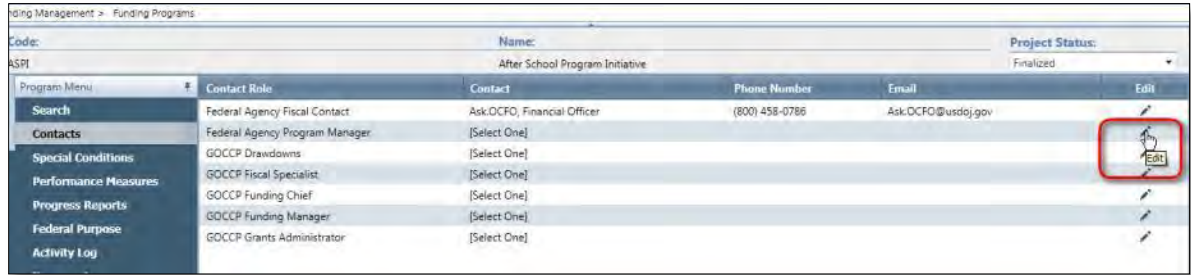 nding Management > Funding Programs
Code: Name: Project Status:
ASPI After School Program Initiative Finalized
Program Menu Contact Role Contact Phone Number Email Edit
Search Federal Agency Fiscal Contact Ask.OCFO, Financial Officer (800) 458-0786 Ask.OCFO@usdoj.gov
Contacts Federal Agency Program Manager [Select One]
Special Conditions GOCCP Drawdowns [Select One] Edit
Performance Measures GOCCP Fiscal Specialist [Select One]
Progress Reports GOCCP Funding Chief [Select One]
Federal Purpose GOCCP Funding Manager [Select One]
Activity Log GOCCP Grants Administrator [Select One]